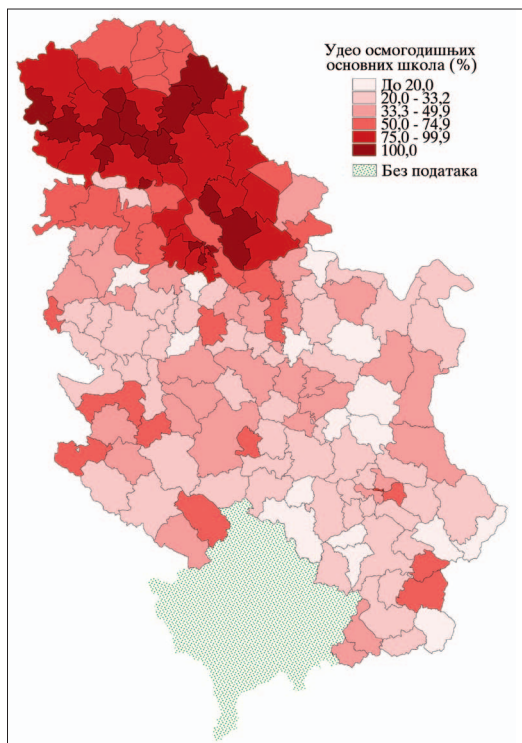 Удео осмогодишњих
основних школа (%)
До 20,0
20,0 - 33,2
33,3 - 49,9
50,0 - 74,9
75,0 - 99,9
100,0
Без података